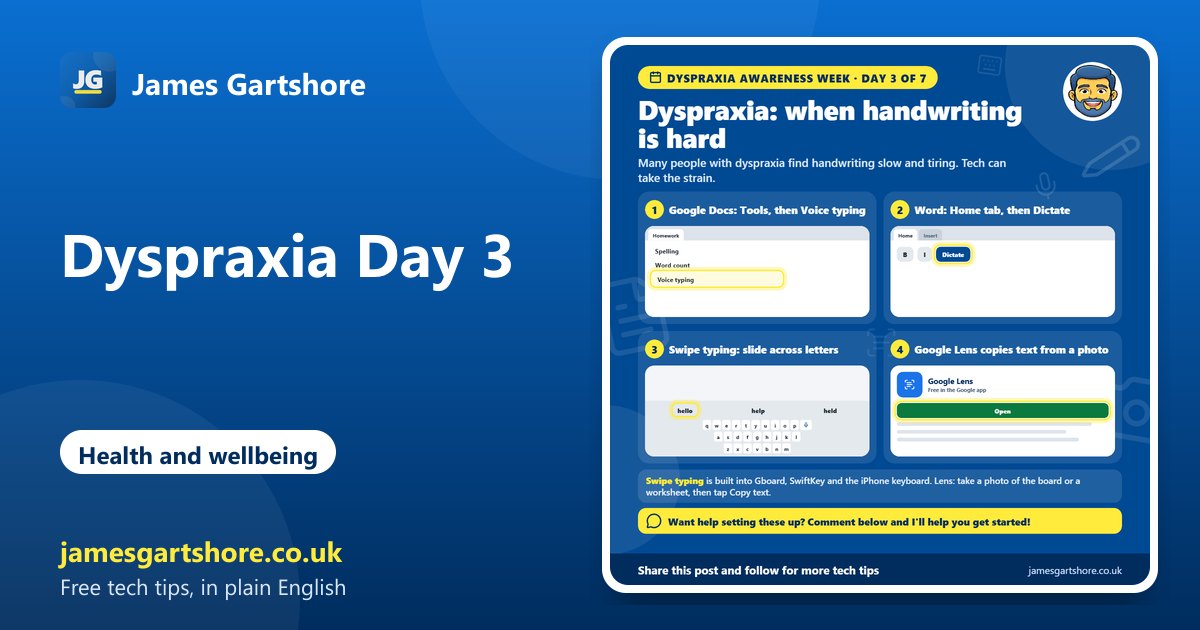 JG
James Gartshore
Dyspraxia Day 3
Health and wellbeing
jamesgartshore.co.uk
Free tech tips, in plain English
DYSPRAXIA AWARENESS WEEK · DAY 3 OF 7
Dyspraxia: when handwriting
is hard
Many people with dyspraxia find handwriting slow and tiring. Tech can
take the strain.
1 Google Docs: Tools, then Voice typing
Homework
Spelling
Word count
Voice typing
2 Word: Home tab, then Dictate
Home Insert
B I Dictate
3 Swipe typing: slide across letters
hello help held
q w e r t y u i o p
a s d f g h j k l
z x c v b n m
4 Google Lens copies text from a photo
Google Lens
Free in the Google app
Open
Swipe typing is built into Gboard, SwiftKey and the iPhone keyboard. Lens: take a photo of the board or a
worksheet, then tap Copy text.
Want help setting these up? Comment below and I'll help you get started!
Share this post and follow for more tech tips
jamesgartshore.co.uk